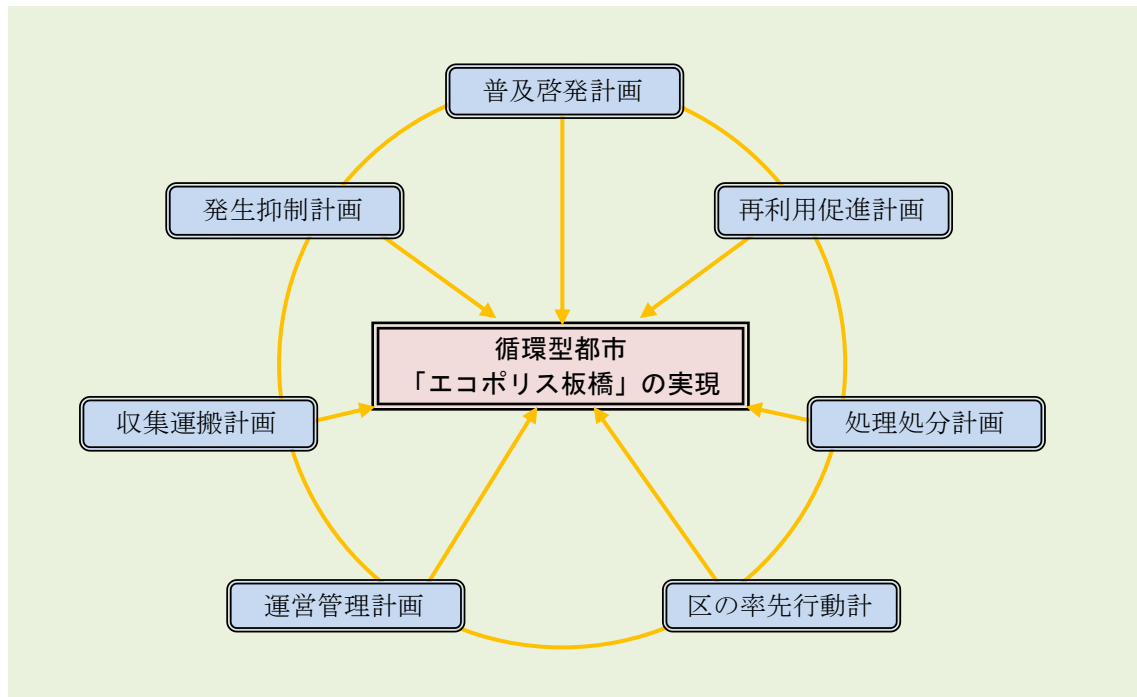 普及啓発計画
発生抑制計画
再利用促進計画
循環型都市
「エコポリス板橋」の実現
収集運搬計画
処理処分計画
運営管理計画
区の率先行動計